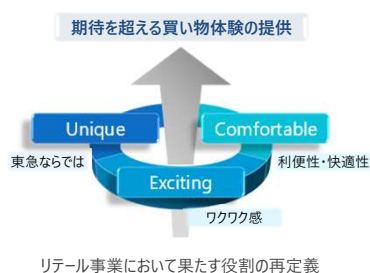 期待を超える買い物体験の提供
Unique
Comfortable
東急ならでは
利便性・快適性
Exciting
ワクワク感
リテール事業において果たす役割の再定義